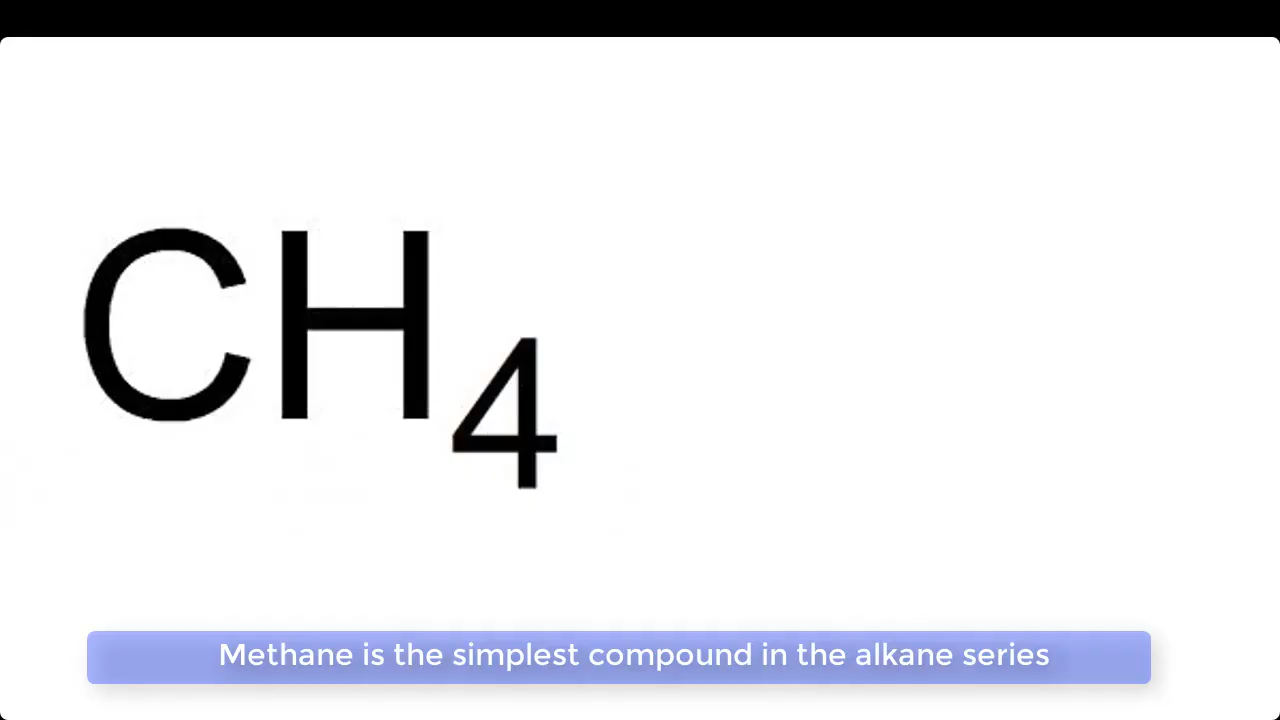 CH₄
Methane is the simplest compound in the alkane series